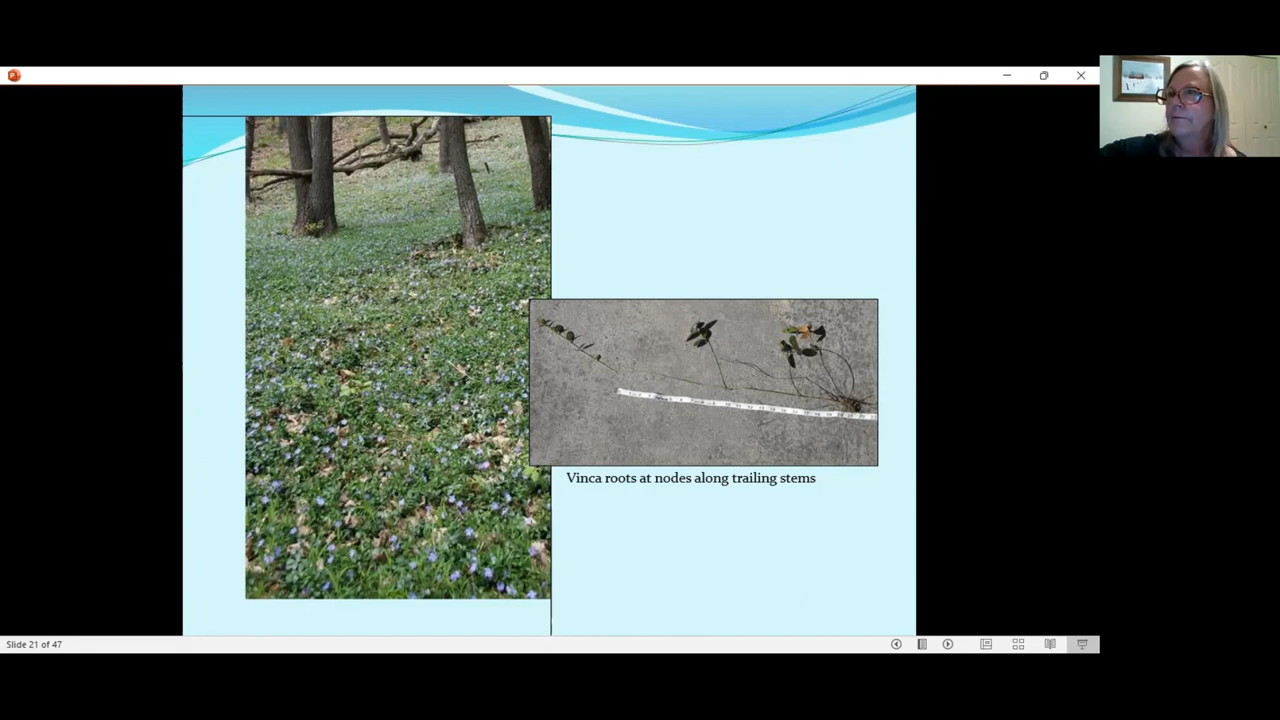 Vinca roots at nodes along trailing stems
Slide 21 of 47